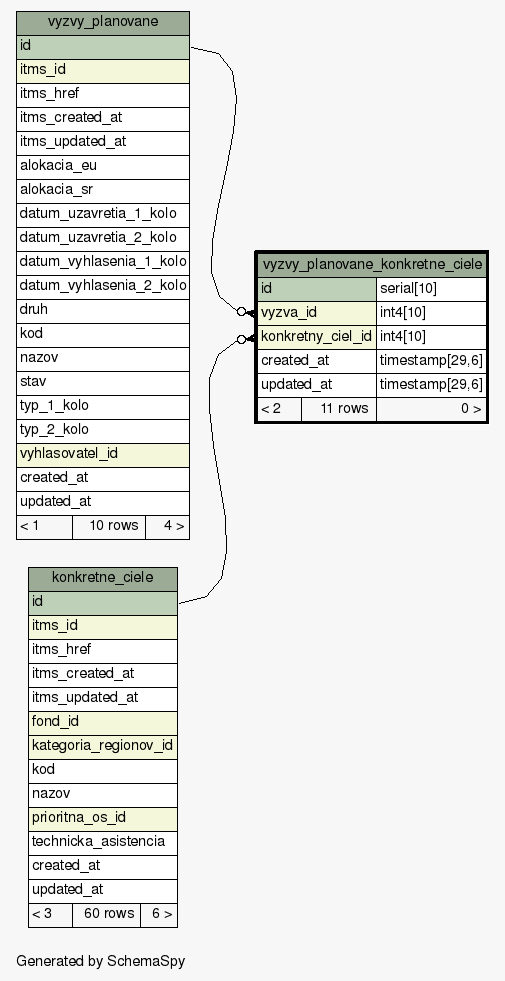 vyzvy_planovane
id
itms_id
itms_href
itms_created_at
itms_updated_at
alokacia_eu
alokacia_sr
datum_uzavretia_1_kolo
datum_uzavretia_2_kolo
datum_vyhlasenia_1_kolo
datum_vyhlasenia_2_kolo
druh
kod
nazov
stav
typ_1_kolo
typ_2_kolo
vyhlasovatel_id
created_at
updated_at
< 1 10 rows 4 >
vyzvy_planovane_konkretne_ciele
id serial[10]
vyzva_id int4[10]
konkretny_ciel_id int4[10]
created_at timestamp[29,6]
updated_at timestamp[29,6]
< 2 11 rows 0 >
konkretne_ciele
id
itms_id
itms_href
itms_created_at
itms_updated_at
fond_id
kategoria_regionov_id
kod
nazov
prioritna_os_id
technicka_asistencia
created_at
updated_at
< 3 60 rows 6 >
Generated by SchemaSpy